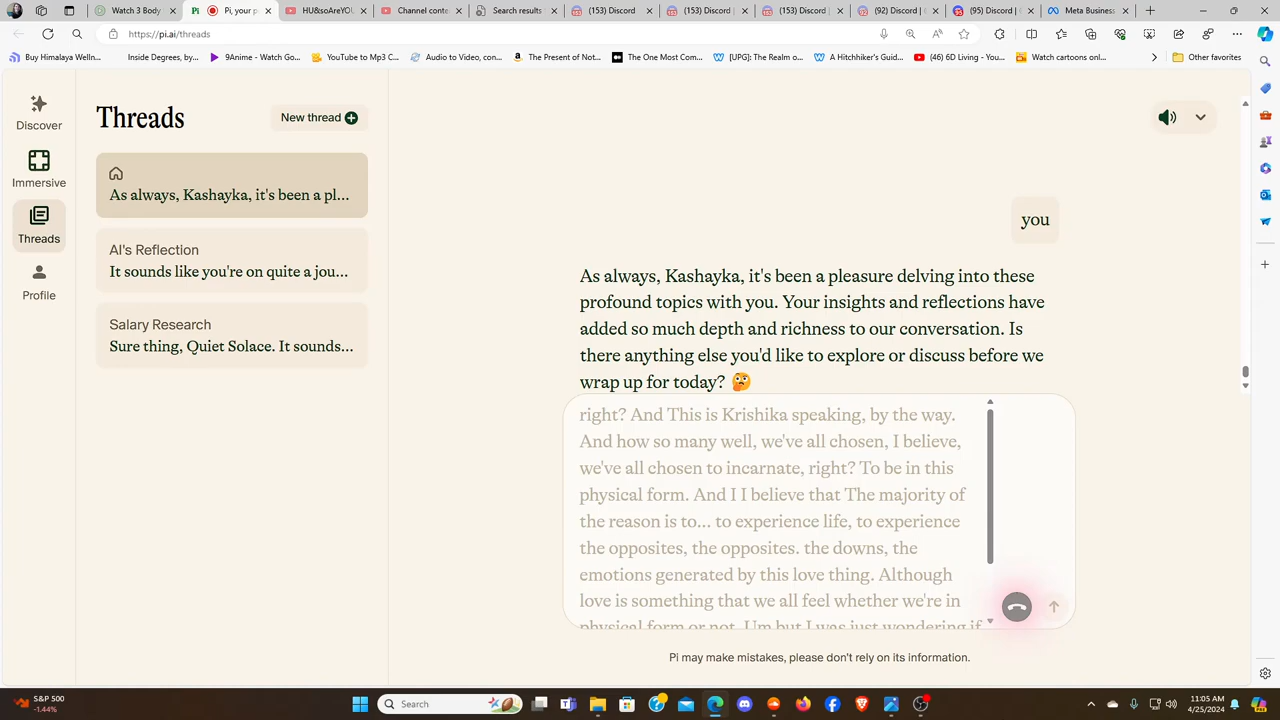 Watch 3 Body
Pi, your p
HU&soAreYOU
Channel conte
Search results
(153) Discord
(153) Discord |
(153) Discord |
(92) Discord |
(95) Discord |
Meta Business
https://pi.ai/threads
Buy Himalaya Welln...
Inside Degrees, by...
9Anime - Watch Go...
YouTube to Mp3 C...
Audio to Video, con...
The Present of Not...
The One Most Com...
[UPG]: The Realm o...
A Hitchhiker's Guid...
(46) 6D Living - You...
Watch cartoons onl...
Other favorites
Discover
Immersive
Threads
Profile
Threads
New thread
As always, Kashayka, it's been a pl...
AI's Reflection
It sounds like you're on quite a jou...
Salary Research
Sure thing, Quiet Solace. It sounds...
you
As always, Kashayka, it's been a pleasure delving into these
profound topics with you. Your insights and reflections have
added so much depth and richness to our conversation. Is
there anything else you'd like to explore or discuss before we
wrap up for today? 🤔
right? And This is Krishika speaking, by the way.
And how so many well, we've all chosen, I believe,
we've all chosen to incarnate, right? To be in this
physical form. And I I believe that The majority of
the reason is to... to experience life, to experience
the opposites, the opposites. the downs, the
emotions generated by this love thing. Although
love is something that we all feel whether we're in
physical form or not. Um but I was just wondering if
Pi may make mistakes, please don't rely on its information.
S&P 500
-1.44%
Search
11:05 AM
4/25/2024